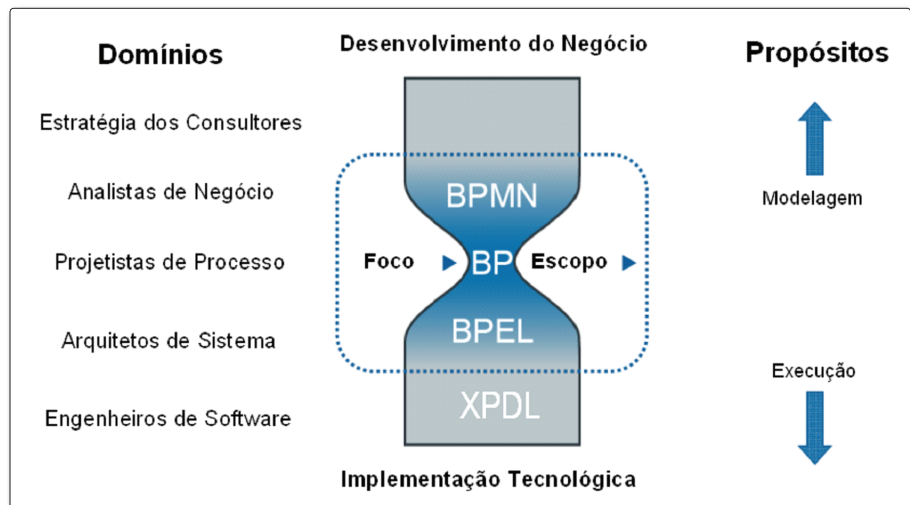 Domínios
Desenvolvimento do Negócio
Propósitos
Estratégia dos Consultores
Analistas de Negócio
BPMN
Modelagem
Projetistas de Processo
Foco
BP
Escopo
Arquitetos de Sistema
BPEL
Execução
Engenheiros de Software
XPDL
Implementação Tecnológica